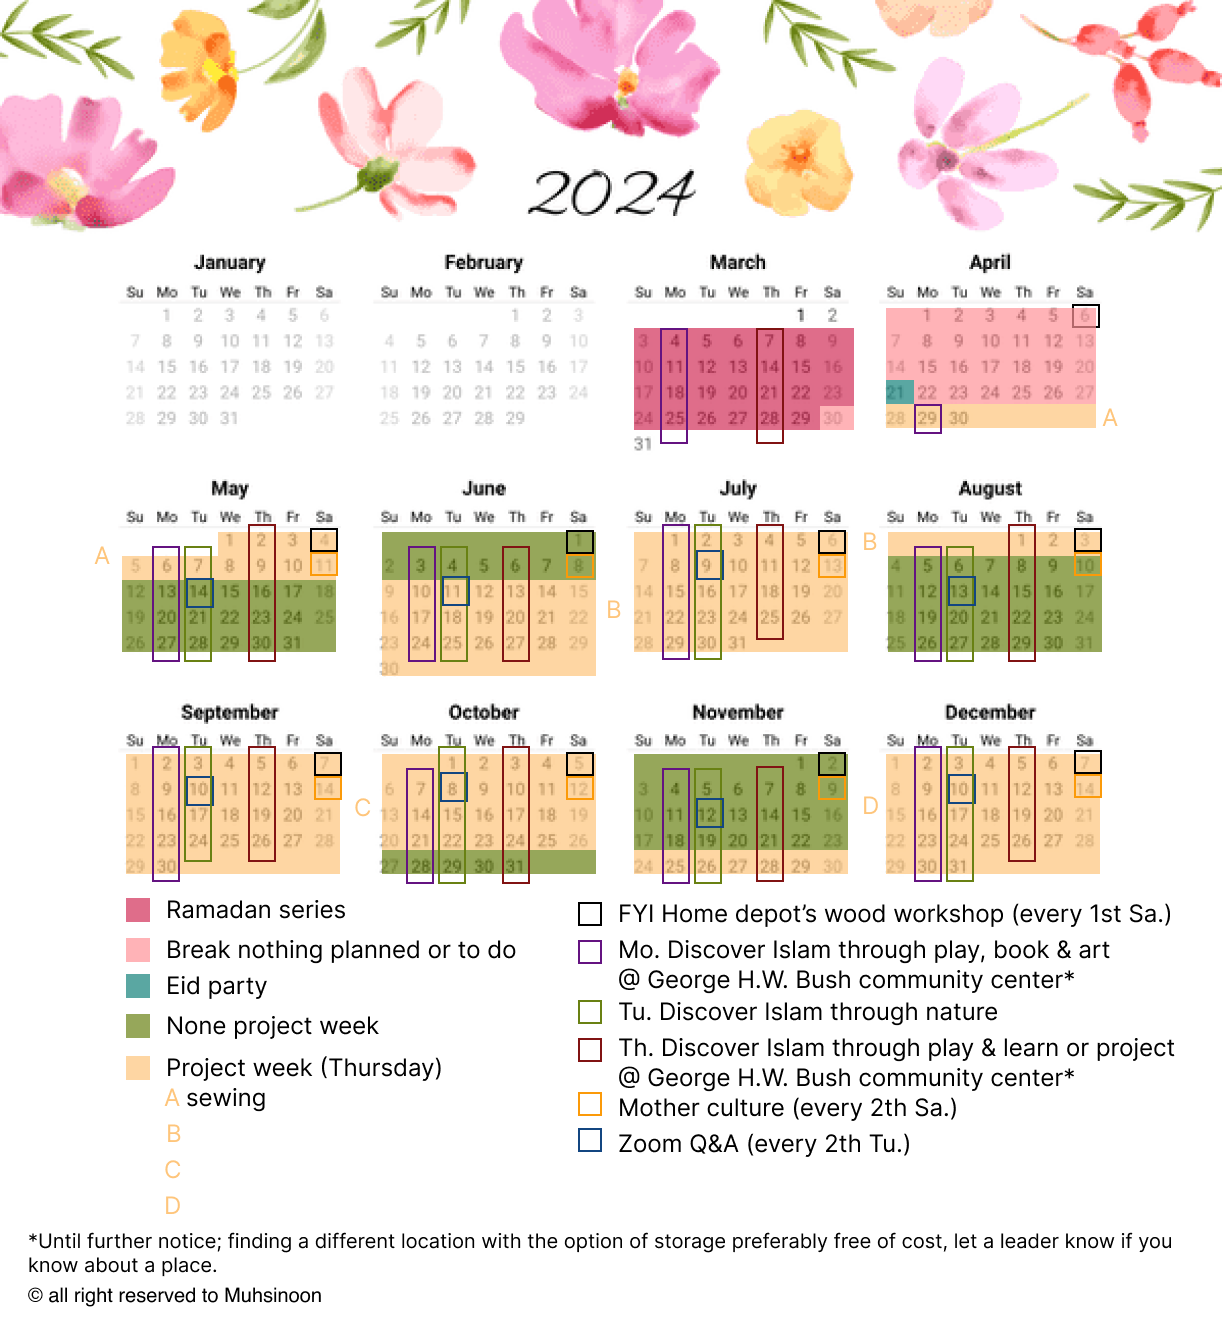 2024
January February March April
Su Mo Tu We Th Fr Sa Su Mo Tu We Th Fr Sa Su Mo Tu We Th Fr Sa Su Mo Tu We Th Fr Sa
1 2 3 4 5 6 1 2 3 1 2 1 2 3 4 5 6
7 8 9 10 11 12 13 4 5 6 7 8 9 10 3 4 5 6 7 8 9 7 8 9 10 11 12 13
14 15 16 17 18 19 20 11 12 13 14 15 16 17 10 11 12 13 14 15 16 14 15 16 17 18 19 20
21 22 23 24 25 26 27 18 19 20 21 22 23 24 17 18 19 20 21 22 23 21 22 23 24 25 26 27
28 29 30 31 25 26 27 28 29 24 25 26 27 28 29 30 28 29 30 A
31
May June July August
Su Mo Tu We Th Fr Sa Su Mo Tu We Th Fr Sa Su Mo Tu We Th Fr Sa Su Mo Tu We Th Fr Sa
1 2 3 4 1 1 2 3 4 5 6 B 1 2 3
A 5 6 7 8 9 10 11 2 3 4 5 6 7 8 7 8 9 10 11 12 13 4 5 6 7 8 9 10
12 13 14 15 16 17 18 9 10 11 12 13 14 15 14 15 16 17 18 19 20 11 12 13 14 15 16 17
19 20 21 22 23 24 25 16 17 18 19 20 21 22 B 21 22 23 24 25 26 27 18 19 20 21 22 23 24
26 27 28 29 30 31 23 24 25 26 27 28 29 28 29 30 31 25 26 27 28 29 30 31
30
September October November December
Su Mo Tu We Th Fr Sa Su Mo Tu We Th Fr Sa Su Mo Tu We Th Fr Sa Su Mo Tu We Th Fr Sa
1 2 3 4 5 6 7 1 2 3 4 5 1 2 1 2 3 4 5 6 7
8 9 10 11 12 13 14 6 7 8 9 10 11 12 3 4 5 6 7 8 9 8 9 10 11 12 13 14
15 16 17 18 19 20 21 C 13 14 15 16 17 18 19 10 11 12 13 14 15 16 D 15 16 17 18 19 20 21
22 23 24 25 26 27 28 20 21 22 23 24 25 26 17 18 19 20 21 22 23 22 23 24 25 26 27 28
29 30 27 28 29 30 31 24 25 26 27 28 29 30 29 30 31
Ramadan series
Break nothing planned or to do
Eid party
None project week
Project week (Thursday)
A sewing
B
C
D
FYI Home depot’s wood workshop (every 1st Sa.)
Mo. Discover Islam through play, book & art
@ George H.W. Bush community center*
Tu. Discover Islam through nature
Th. Discover Islam through play & learn or project
@ George H.W. Bush community center*
Mother culture (every 2th Sa.)
Zoom Q&A (every 2th Tu.)
*Until further notice; finding a different location with the option of storage preferably free of cost, let a leader know if you
know about a place.
© all right reserved to Muhsinoon